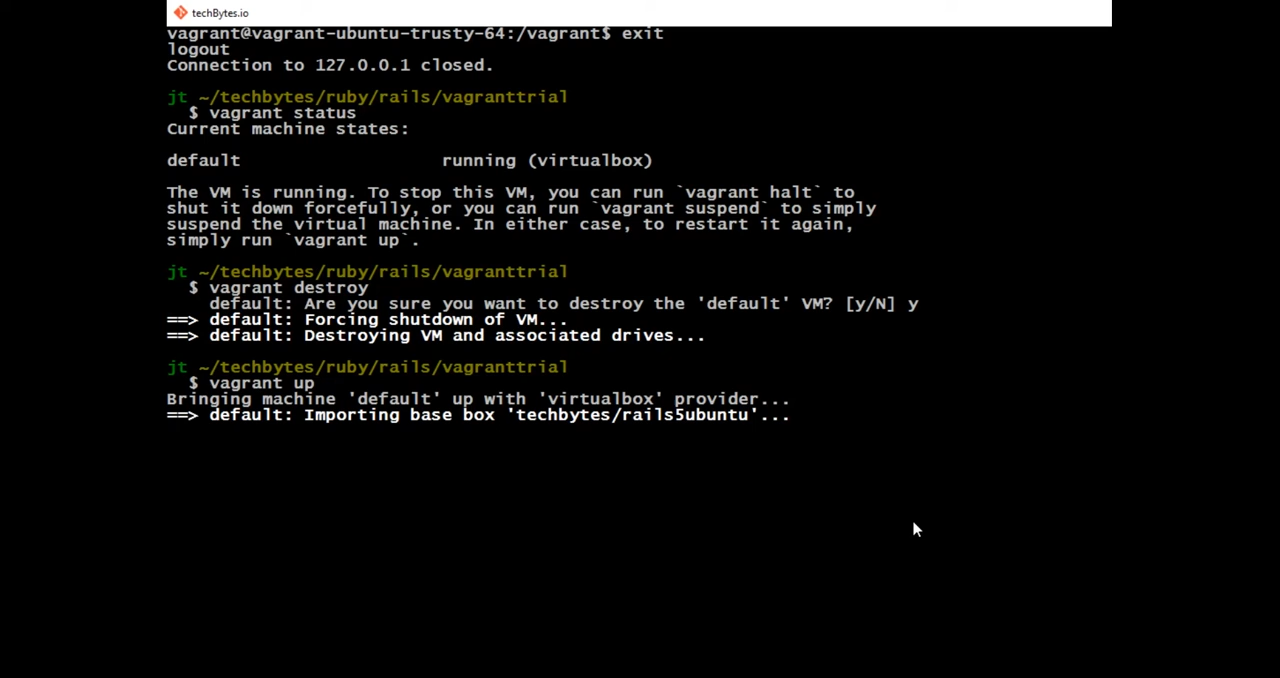 techBytes.io
vagrant@vagrant-ubuntu-trusty-64:/vagrant$ exit
logout
Connection to 127.0.0.1 closed.
jt ~/techbytes/ruby/rails/vagranttrial
$ vagrant status
Current machine states:
default running (virtualbox)
The VM is running. To stop this VM, you can run `vagrant halt` to
shut it down forcefully, or you can run `vagrant suspend` to simply
suspend the virtual machine. In either case, to restart it again,
simply run `vagrant up`.
jt ~/techbytes/ruby/rails/vagranttrial
$ vagrant destroy
default: Are you sure you want to destroy the 'default' VM? [y/N] y
==> default: Forcing shutdown of VM...
==> default: Destroying VM and associated drives...
jt ~/techbytes/ruby/rails/vagranttrial
$ vagrant up
Bringing machine 'default' up with 'virtualbox' provider...
==> default: Importing base box 'techbytes/rails5ubuntu'...